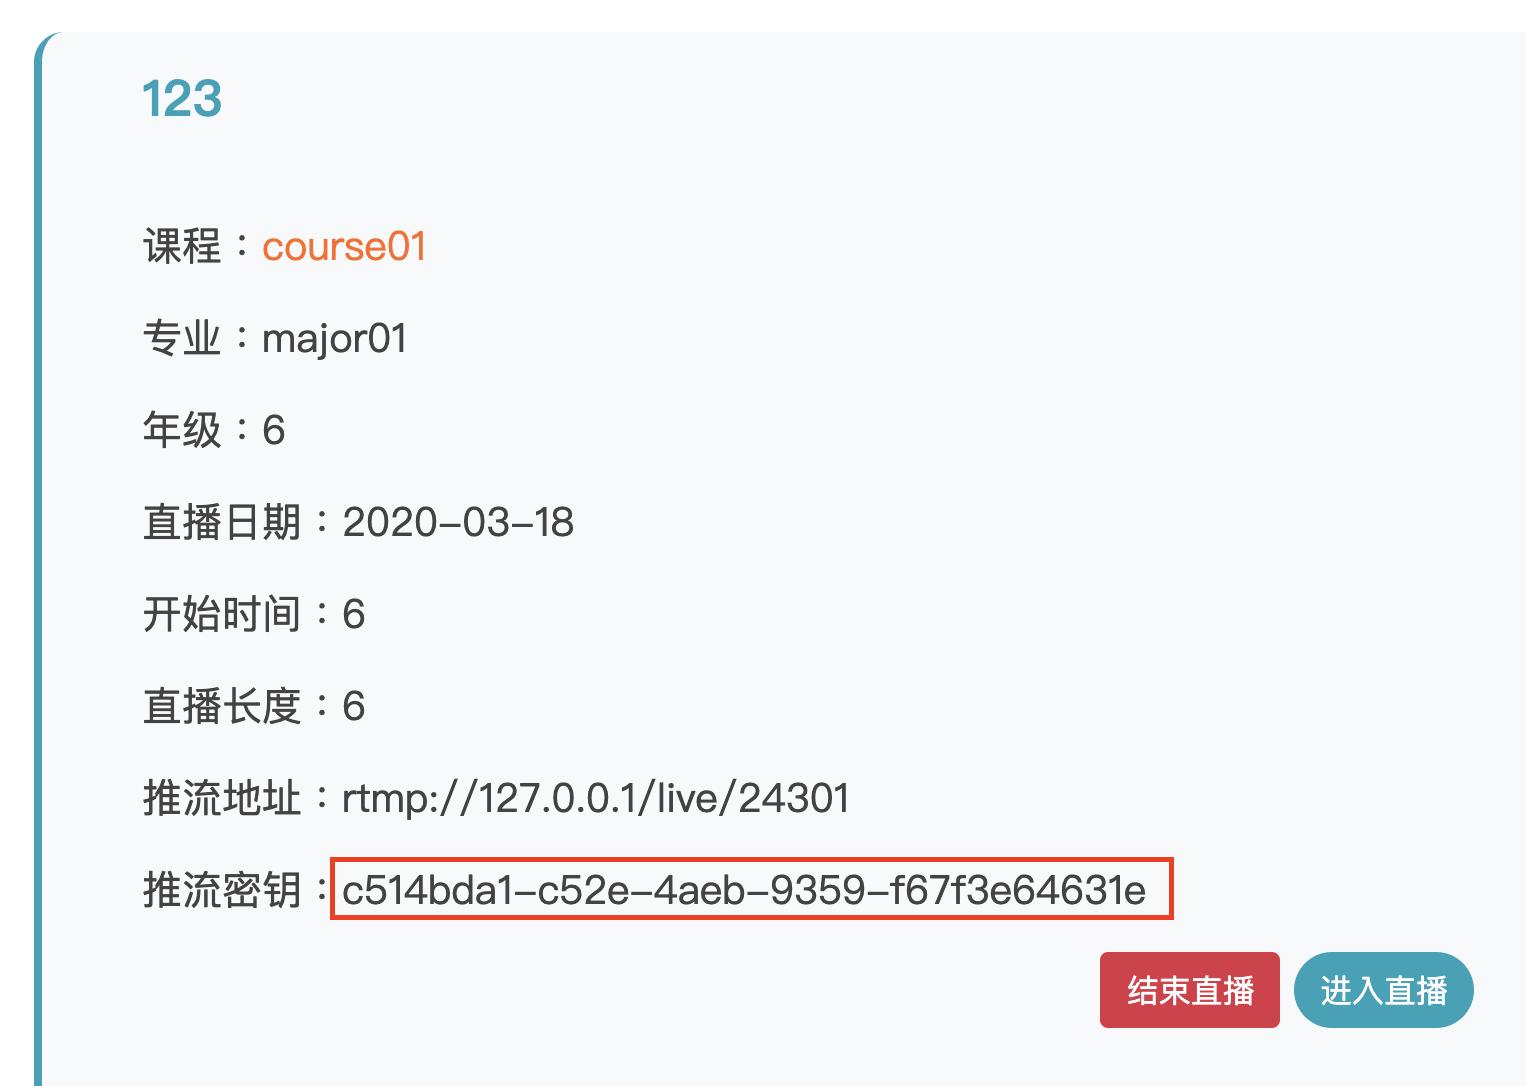 123
课程：course01
专业：major01
年级：6
直播日期：2020-03-18
开始时间：6
直播长度：6
推流地址：rtmp://127.0.0.1/live/24301
推流密钥：c514bda1-c52e-4aeb-9359-f67f3e64631e
结束直播 进入直播